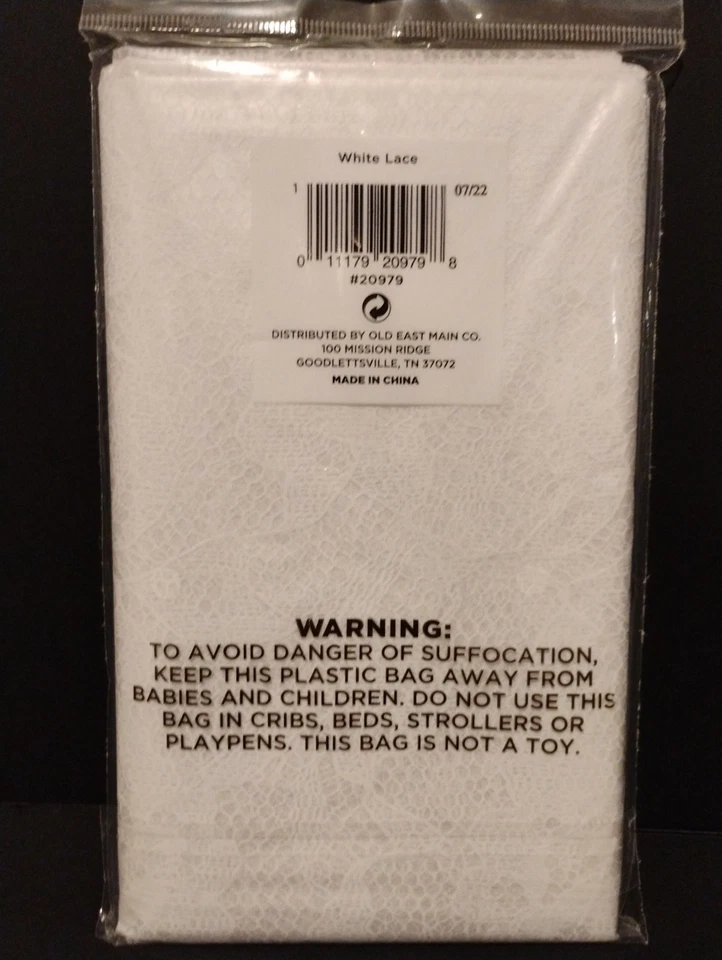 White Lace
1 07/22
0 11179 20979 8
#20979
DISTRIBUTED BY OLD EAST MAIN CO.
100 MISSION RIDGE
GOODLETTSVILLE, TN 37072
MADE IN CHINA
WARNING:
TO AVOID DANGER OF SUFFOCATION,
KEEP THIS PLASTIC BAG AWAY FROM
BABIES AND CHILDREN. DO NOT USE THIS
BAG IN CRIBS, BEDS, STROLLERS OR
PLAYPENS. THIS BAG IS NOT A TOY.